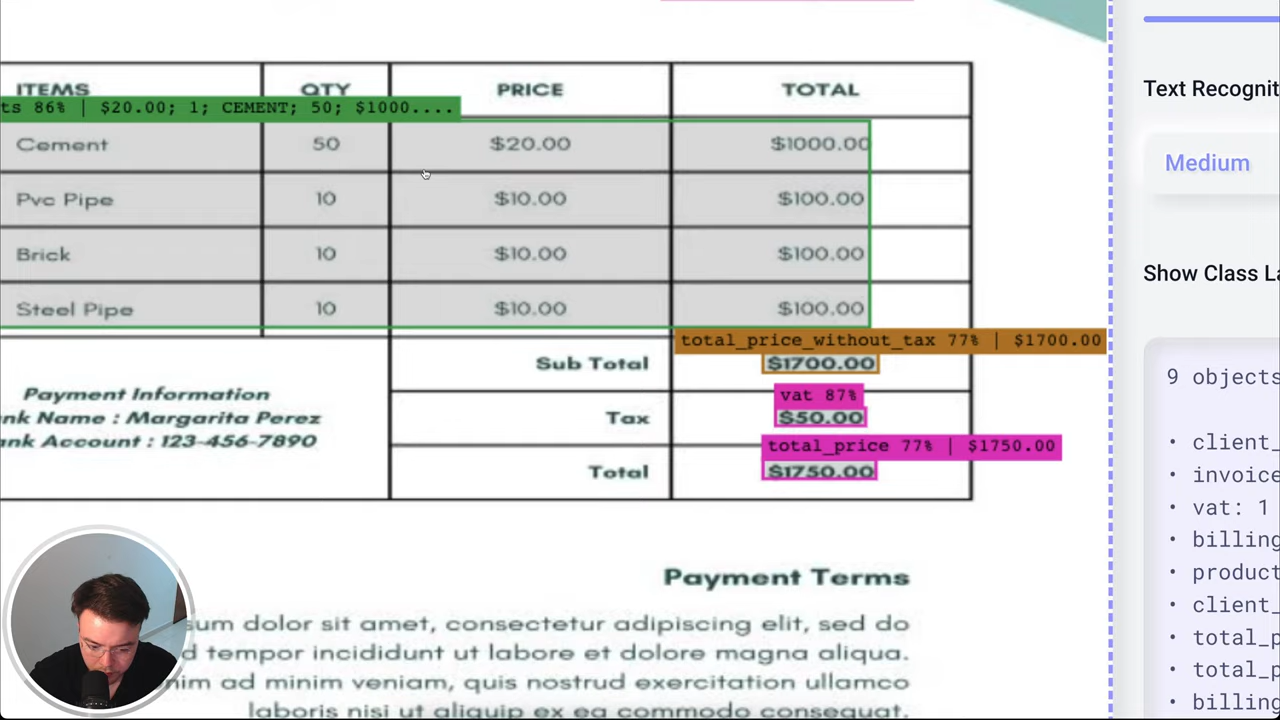 ITEMS QTY PRICE TOTAL
ts 86% | $20.00; 1; CEMENT; 50; $1000....
Cement 50 $20.00 $1000.00
Pvc Pipe 10 $10.00 $100.00
Brick 10 $10.00 $100.00
Steel Pipe 10 $10.00 $100.00
total_price_without_tax 77% | $1700.00
Sub Total $1700.00
vat 87%
Tax $50.00
total_price 77% | $1750.00
Total $1750.00
Payment Information
nk Name : Margarita Perez
ank Account : 123-456-7890
Payment Terms
sum dolor sit amet, consectetur adipiscing elit, sed do
d tempor incididunt ut labore et dolore magna aliqua.
nim ad minim veniam, quis nostrud exercitation ullamco
laboris nisi ut aliquip ex ea commodo consequat.
Text Recognit
Medium
Show Class La
9 objects
• client_
• invoice
• vat: 1
• billing
• product
• client_
• total_p
• total_p
• billing